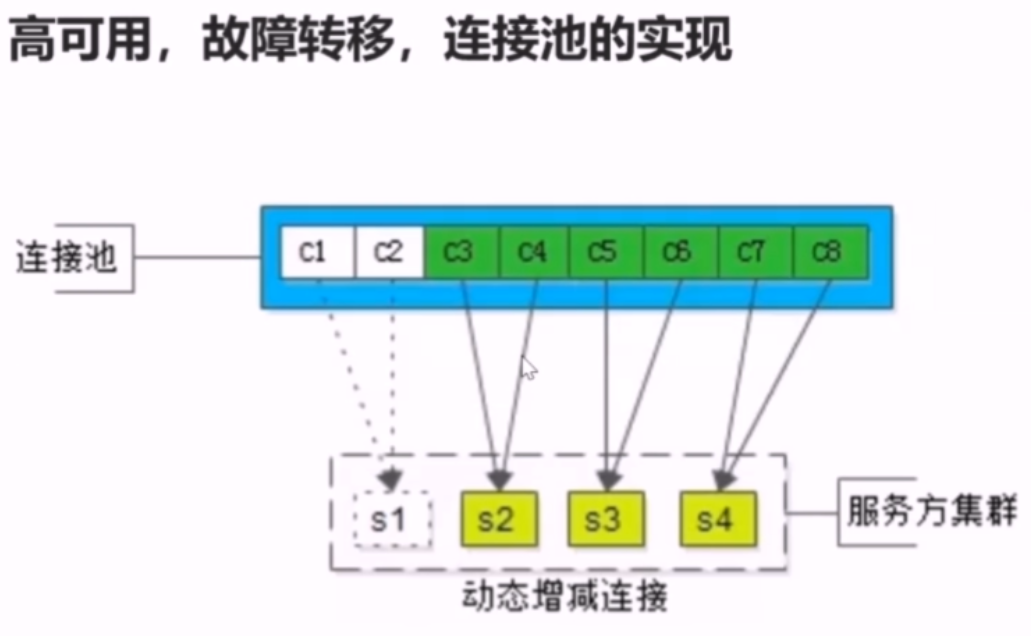 高可用，故障转移，连接池的实现
连接池
c1 c2 c3 c4 c5 c6 c7 c8
s1 s2 s3 s4
服务方集群
动态增减连接